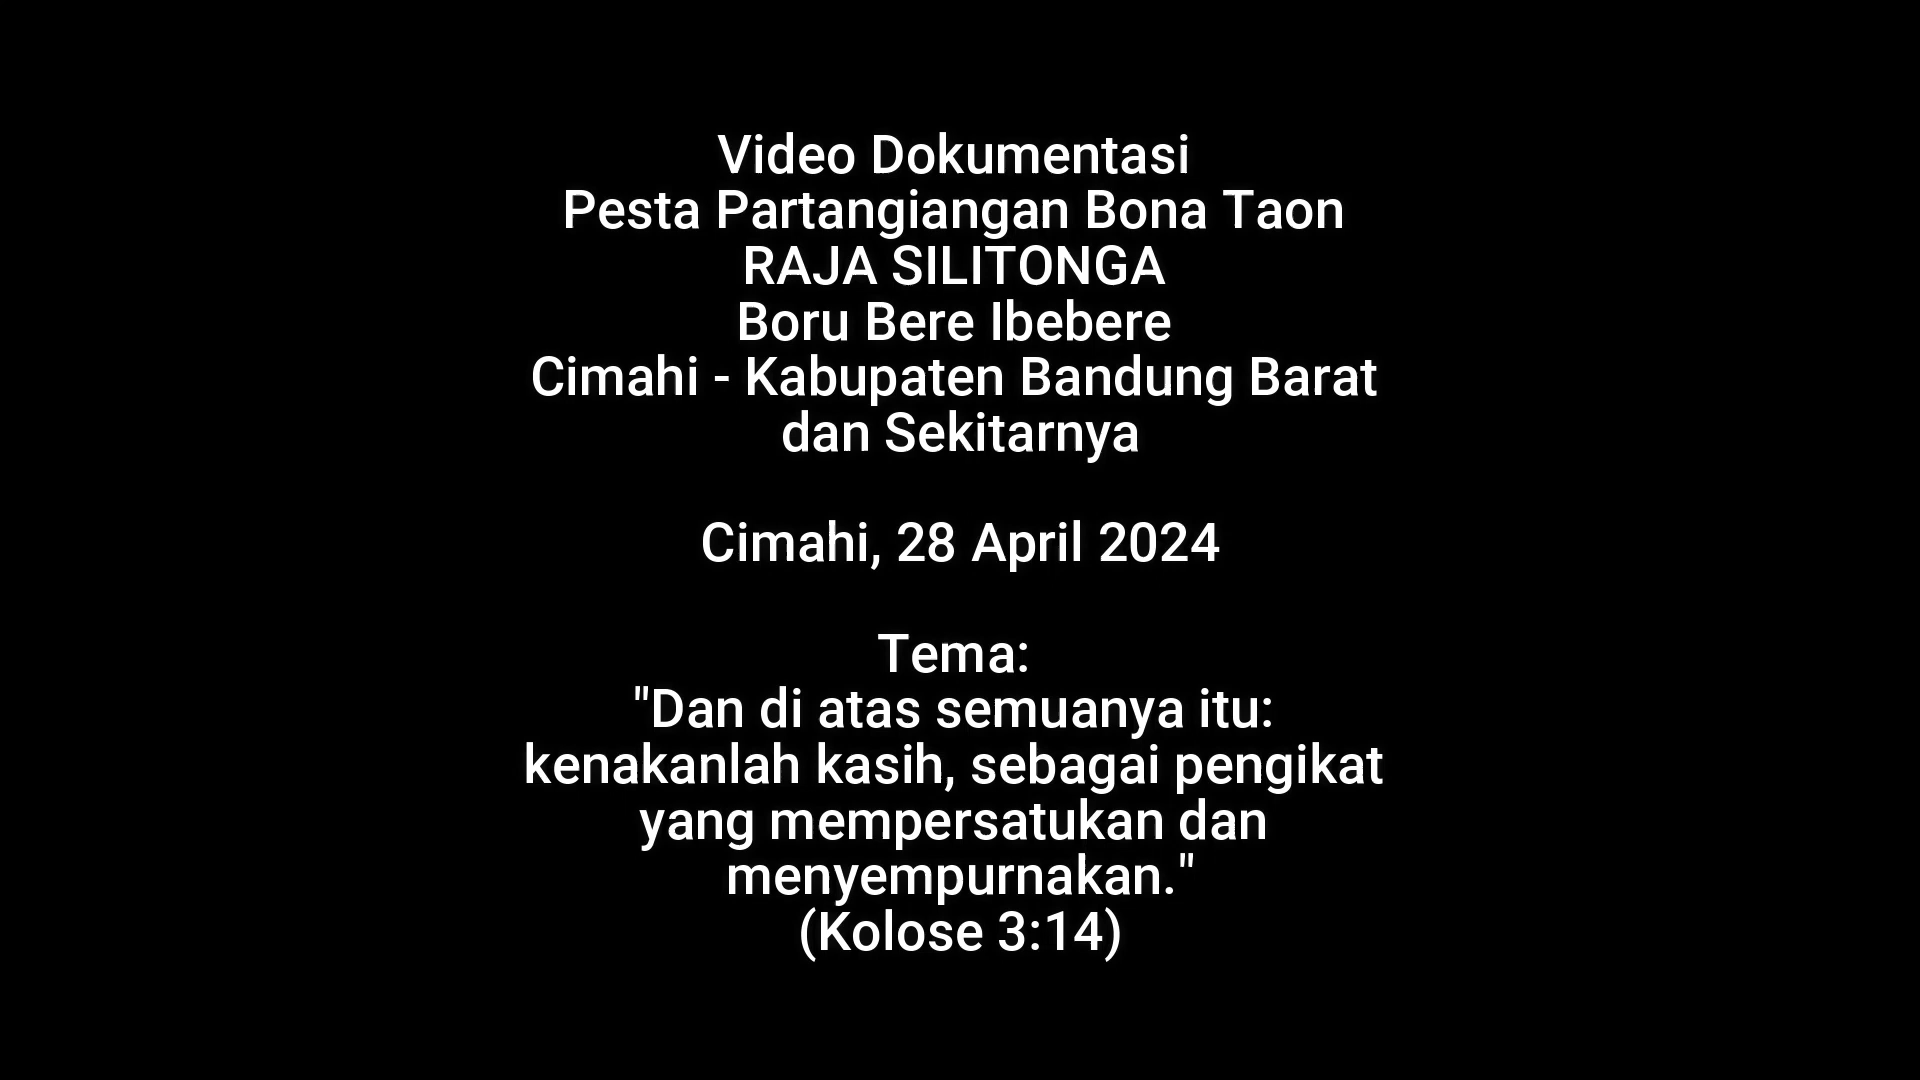 Video Dokumentasi
Pesta Partangiangan Bona Taon
RAJA SILITONGA
Boru Bere Ibebere
Cimahi - Kabupaten Bandung Barat
dan Sekitarnya
Cimahi, 28 April 2024
Tema:
"Dan di atas semuanya itu:
kenakanlah kasih, sebagai pengikat
yang mempersatukan dan
menyempurnakan."
(Kolose 3:14)